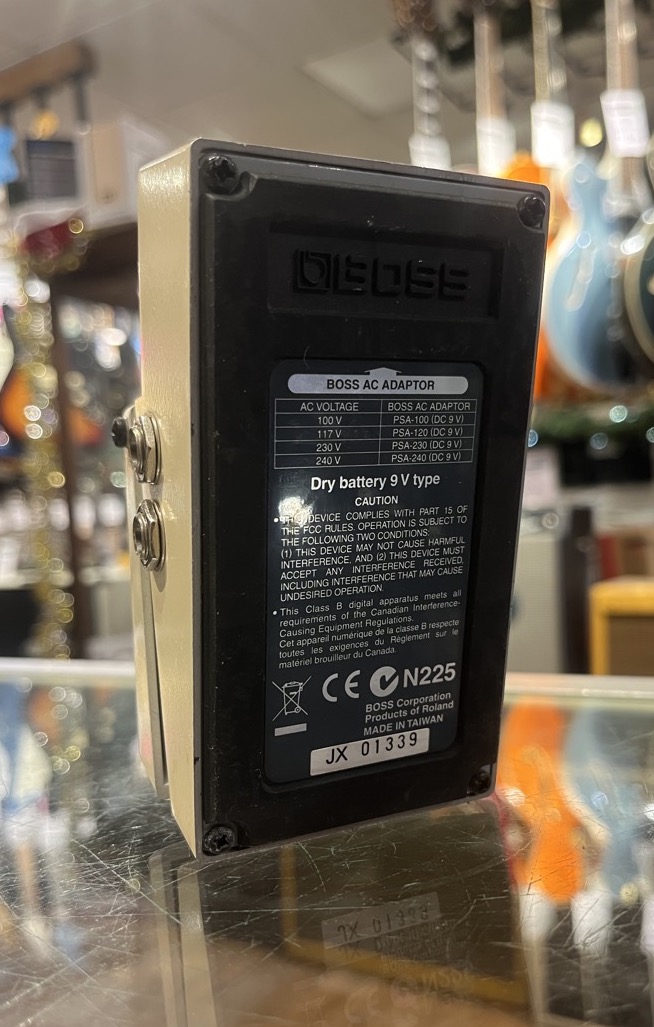 BOSS
BOSS AC ADAPTOR
AC VOLTAGE BOSS AC ADAPTOR
100 V PSA-100 (DC 9 V)
117 V PSA-120 (DC 9 V)
230 V PSA-230 (DC 9 V)
240 V PSA-240 (DC 9 V)
Dry battery 9 V type
CAUTION
• THIS DEVICE COMPLIES WITH PART 15 OF
THE FCC RULES. OPERATION IS SUBJECT TO
THE FOLLOWING TWO CONDITIONS:
(1) THIS DEVICE MAY NOT CAUSE HARMFUL
INTERFERENCE, AND (2) THIS DEVICE MUST
ACCEPT ANY INTERFERENCE RECEIVED,
INCLUDING INTERFERENCE THAT MAY CAUSE
UNDESIRED OPERATION.
• This Class B digital apparatus meets all
requirements of the Canadian Interference-
Causing Equipment Regulations.
Cet appareil numérique de la classe B respecte
toutes les exigences du Règlement sur le
matériel brouilleur du Canada.
CE N225
BOSS Corporation
Products of Roland
MADE IN TAIWAN
JX 01339